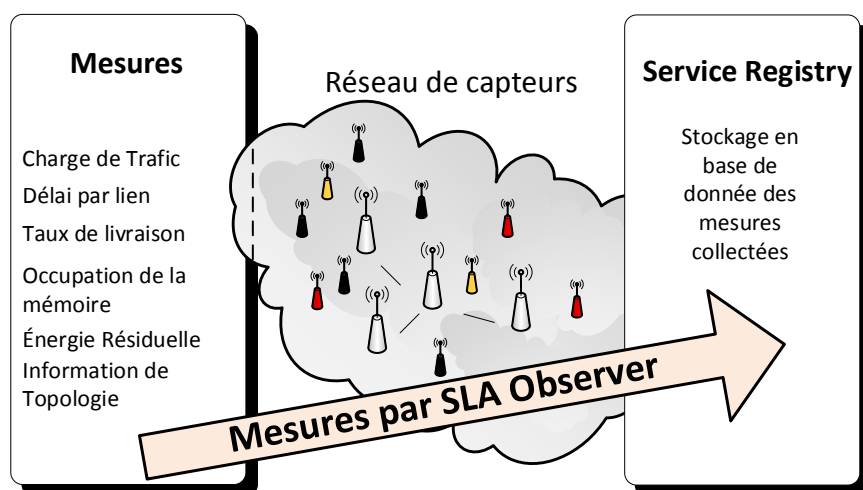 Mesures
Charge de Trafic
Délai par lien
Taux de livraison
Occupation de la
mémoire
Énergie Résiduelle
Information de
Topologie
Réseau de capteurs
Mesures par SLA Observer
Service Registry
Stockage en
base de
donnée des
mesures
collectées